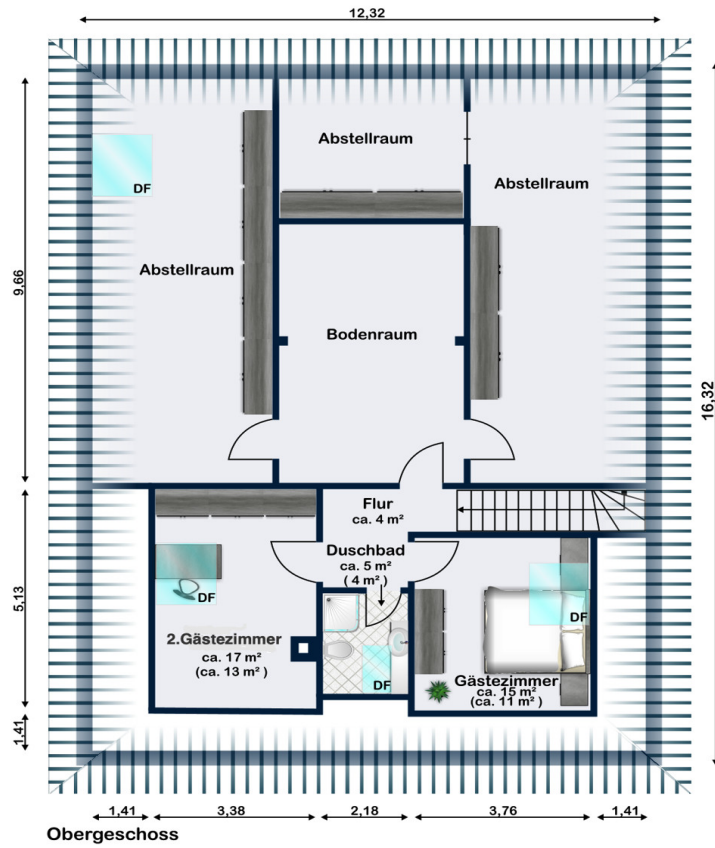 12,32
Abstellraum
Abstellraum
DF
Abstellraum
9,66
Bodenraum
16,32
Flur
ca. 4 m²
Duschbad
ca. 5 m²
( 4 m² )
5,13
DF
DF
2.Gästezimmer
ca. 17 m²
(ca. 13 m² )
DF
Gästezimmer
ca. 15 m²
(ca. 11 m² )
1,41
1,41
3,38
2,18
3,76
1,41
Obergeschoss